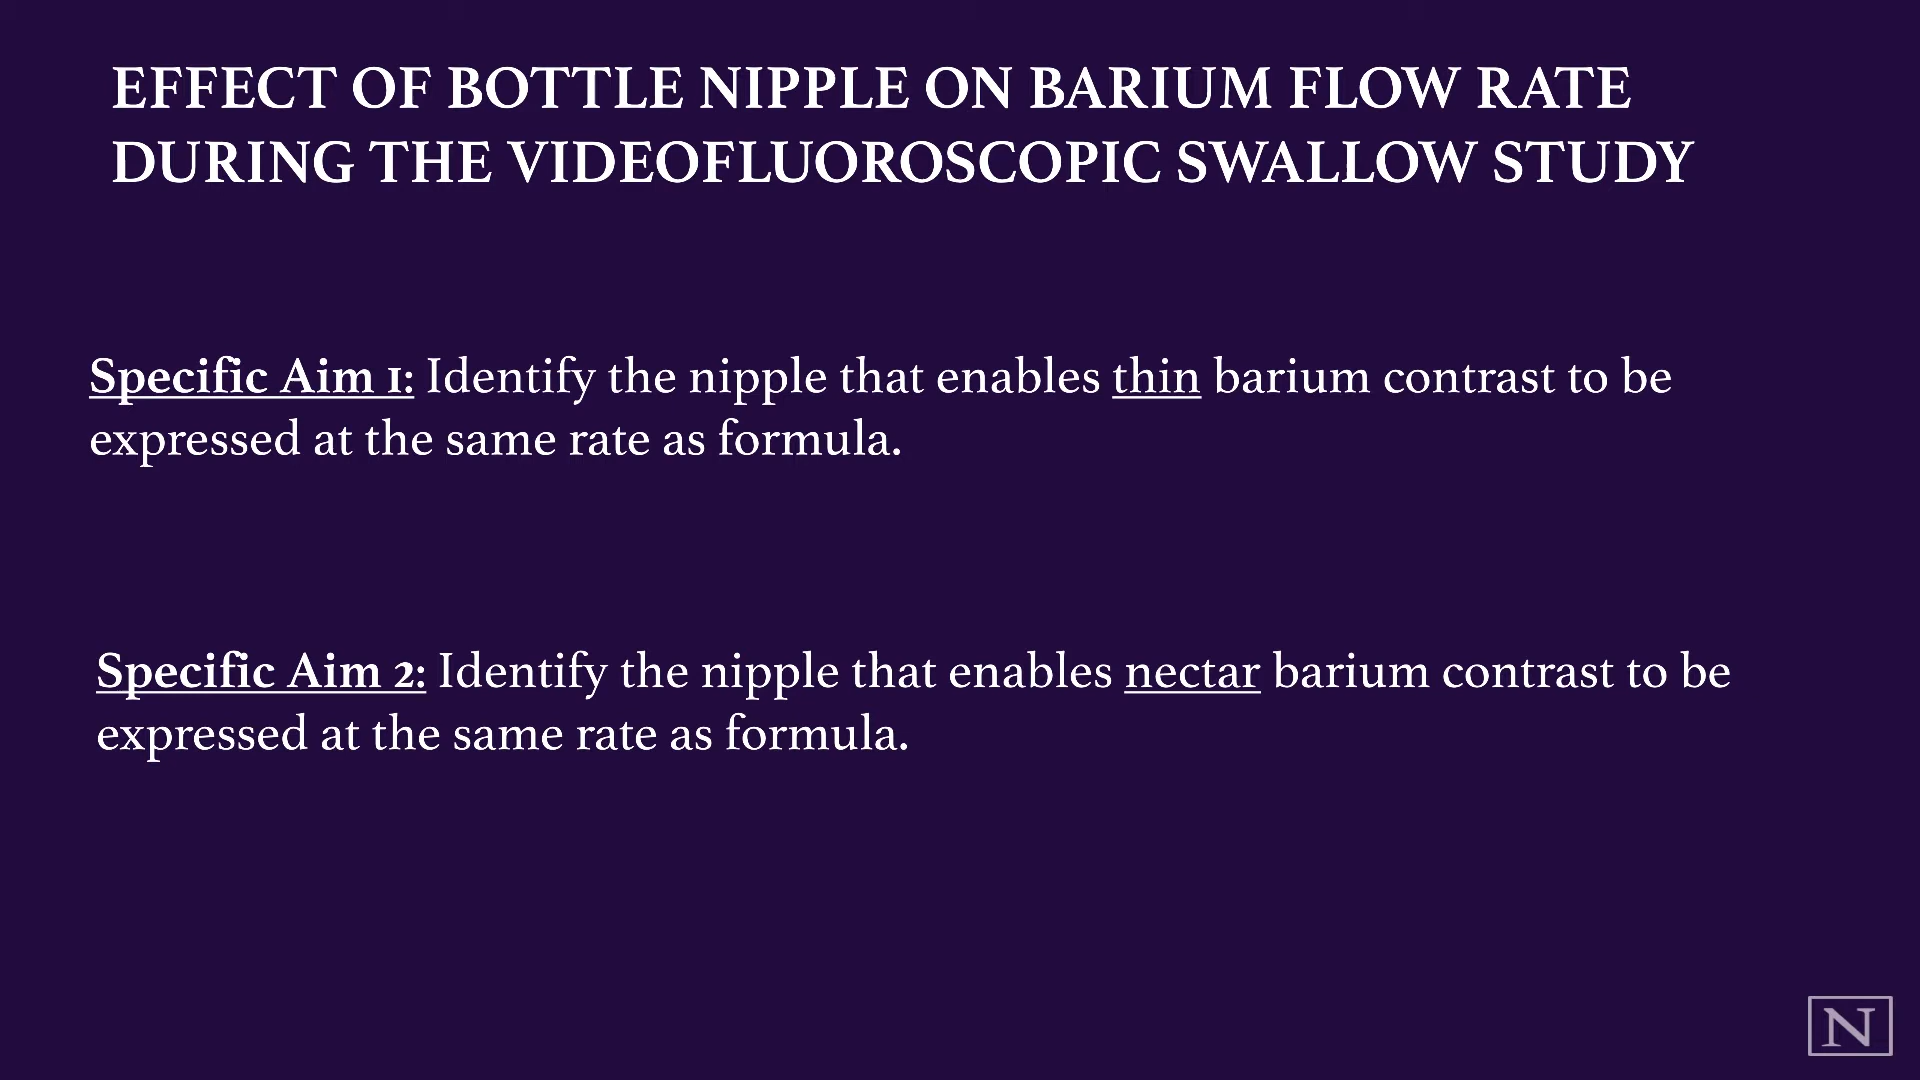 EFFECT OF BOTTLE NIPPLE ON BARIUM FLOW RATE
DURING THE VIDEOFLUOROSCOPIC SWALLOW STUDY
Specific Aim 1: Identify the nipple that enables thin barium contrast to be
expressed at the same rate as formula.
Specific Aim 2: Identify the nipple that enables nectar barium contrast to be
expressed at the same rate as formula.
N